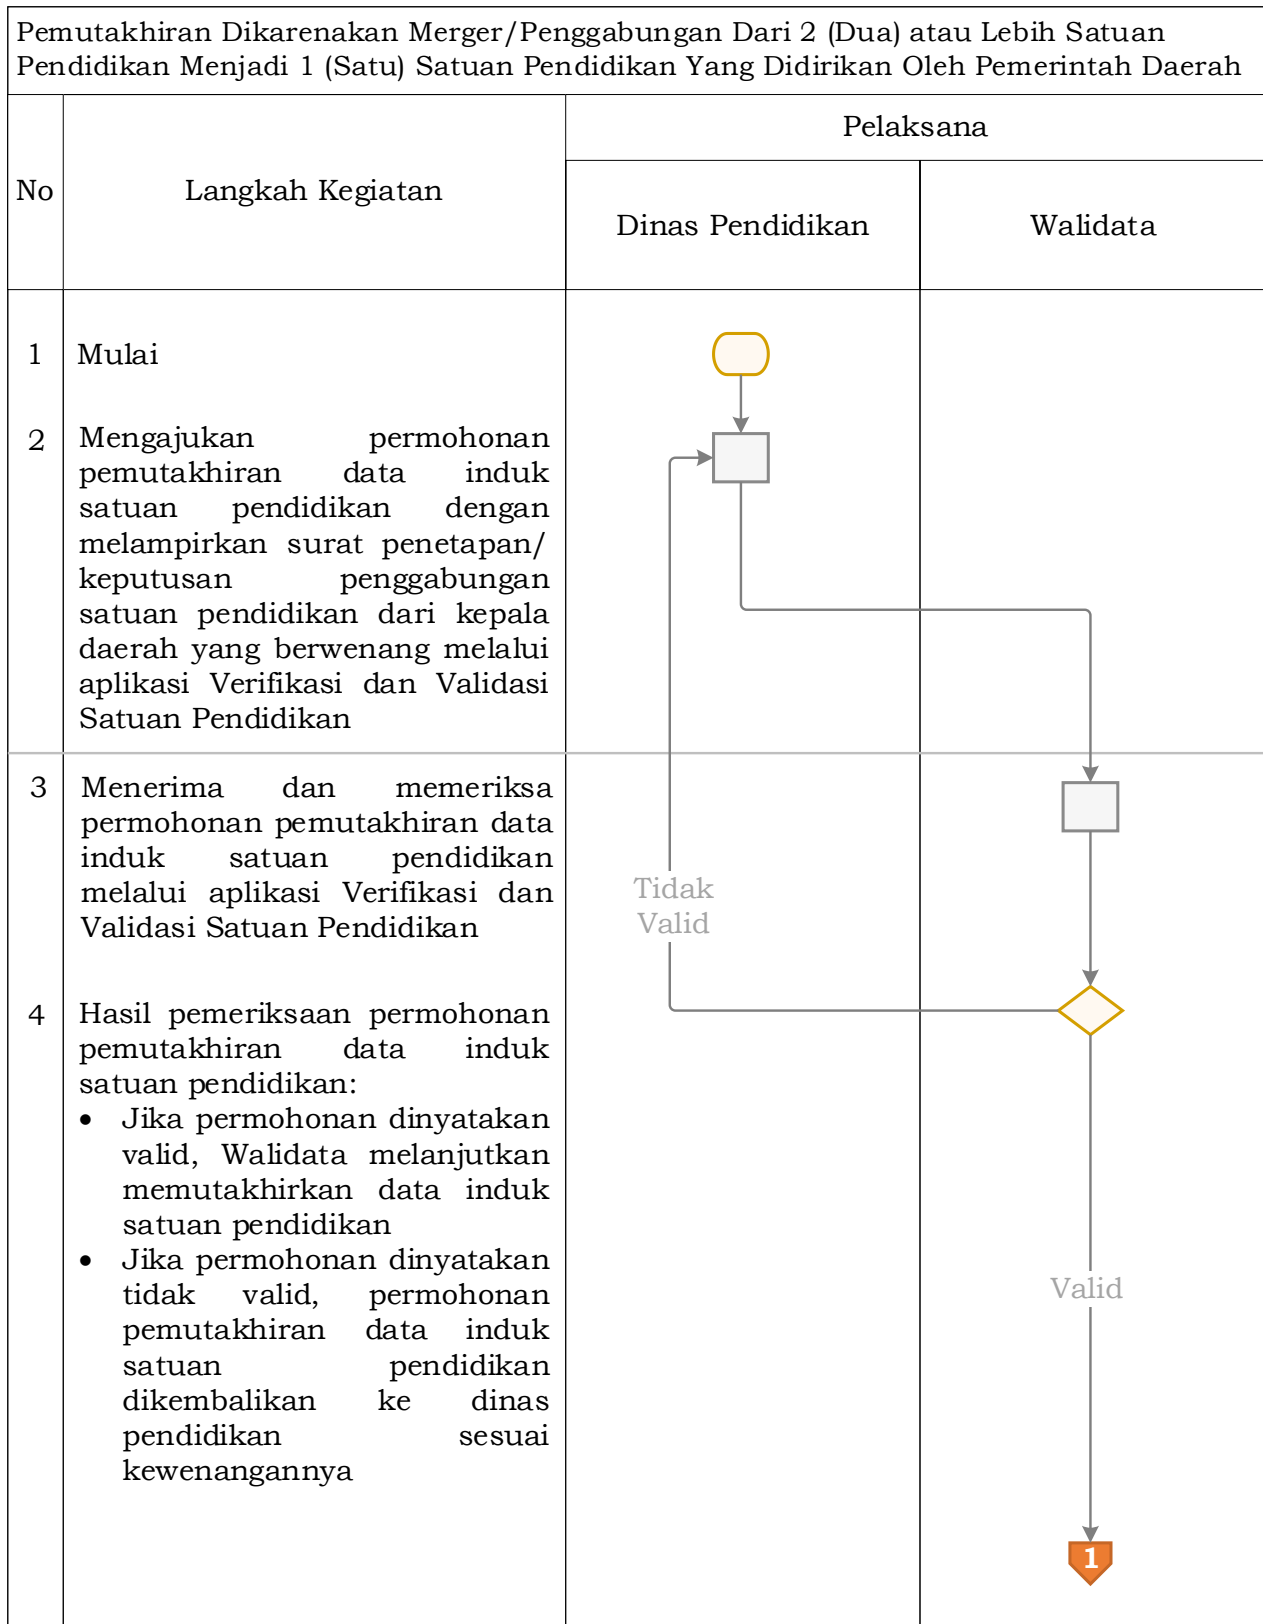 Pemutakhiran Dikarenakan Merger/Penggabungan Dari 2 (Dua) atau Lebih Satuan
Pendidikan Menjadi 1 (Satu) Satuan Pendidikan Yang Didirikan Oleh Pemerintah Daerah
No
Langkah Kegiatan
Pelaksana
Dinas Pendidikan
Walidata
1
Mulai
2
Mengajukan permohonan
pemutakhiran data induk
satuan pendidikan dengan
melampirkan surat penetapan/
keputusan penggabungan
satuan pendidikan dari kepala
daerah yang berwenang melalui
aplikasi Verifikasi dan Validasi
Satuan Pendidikan
3
Menerima dan memeriksa
permohonan pemutakhiran data
induk satuan pendidikan
melalui aplikasi Verifikasi dan
Validasi Satuan Pendidikan
Tidak
Valid
4
Hasil pemeriksaan permohonan
pemutakhiran data induk
satuan pendidikan:
• Jika permohonan dinyatakan
valid, Walidata melanjutkan
memutakhirkan data induk
satuan pendidikan
• Jika permohonan dinyatakan
tidak valid, permohonan
pemutakhiran data induk
satuan pendidikan
dikembalikan ke dinas
pendidikan sesuai
kewenangannya
Valid
1